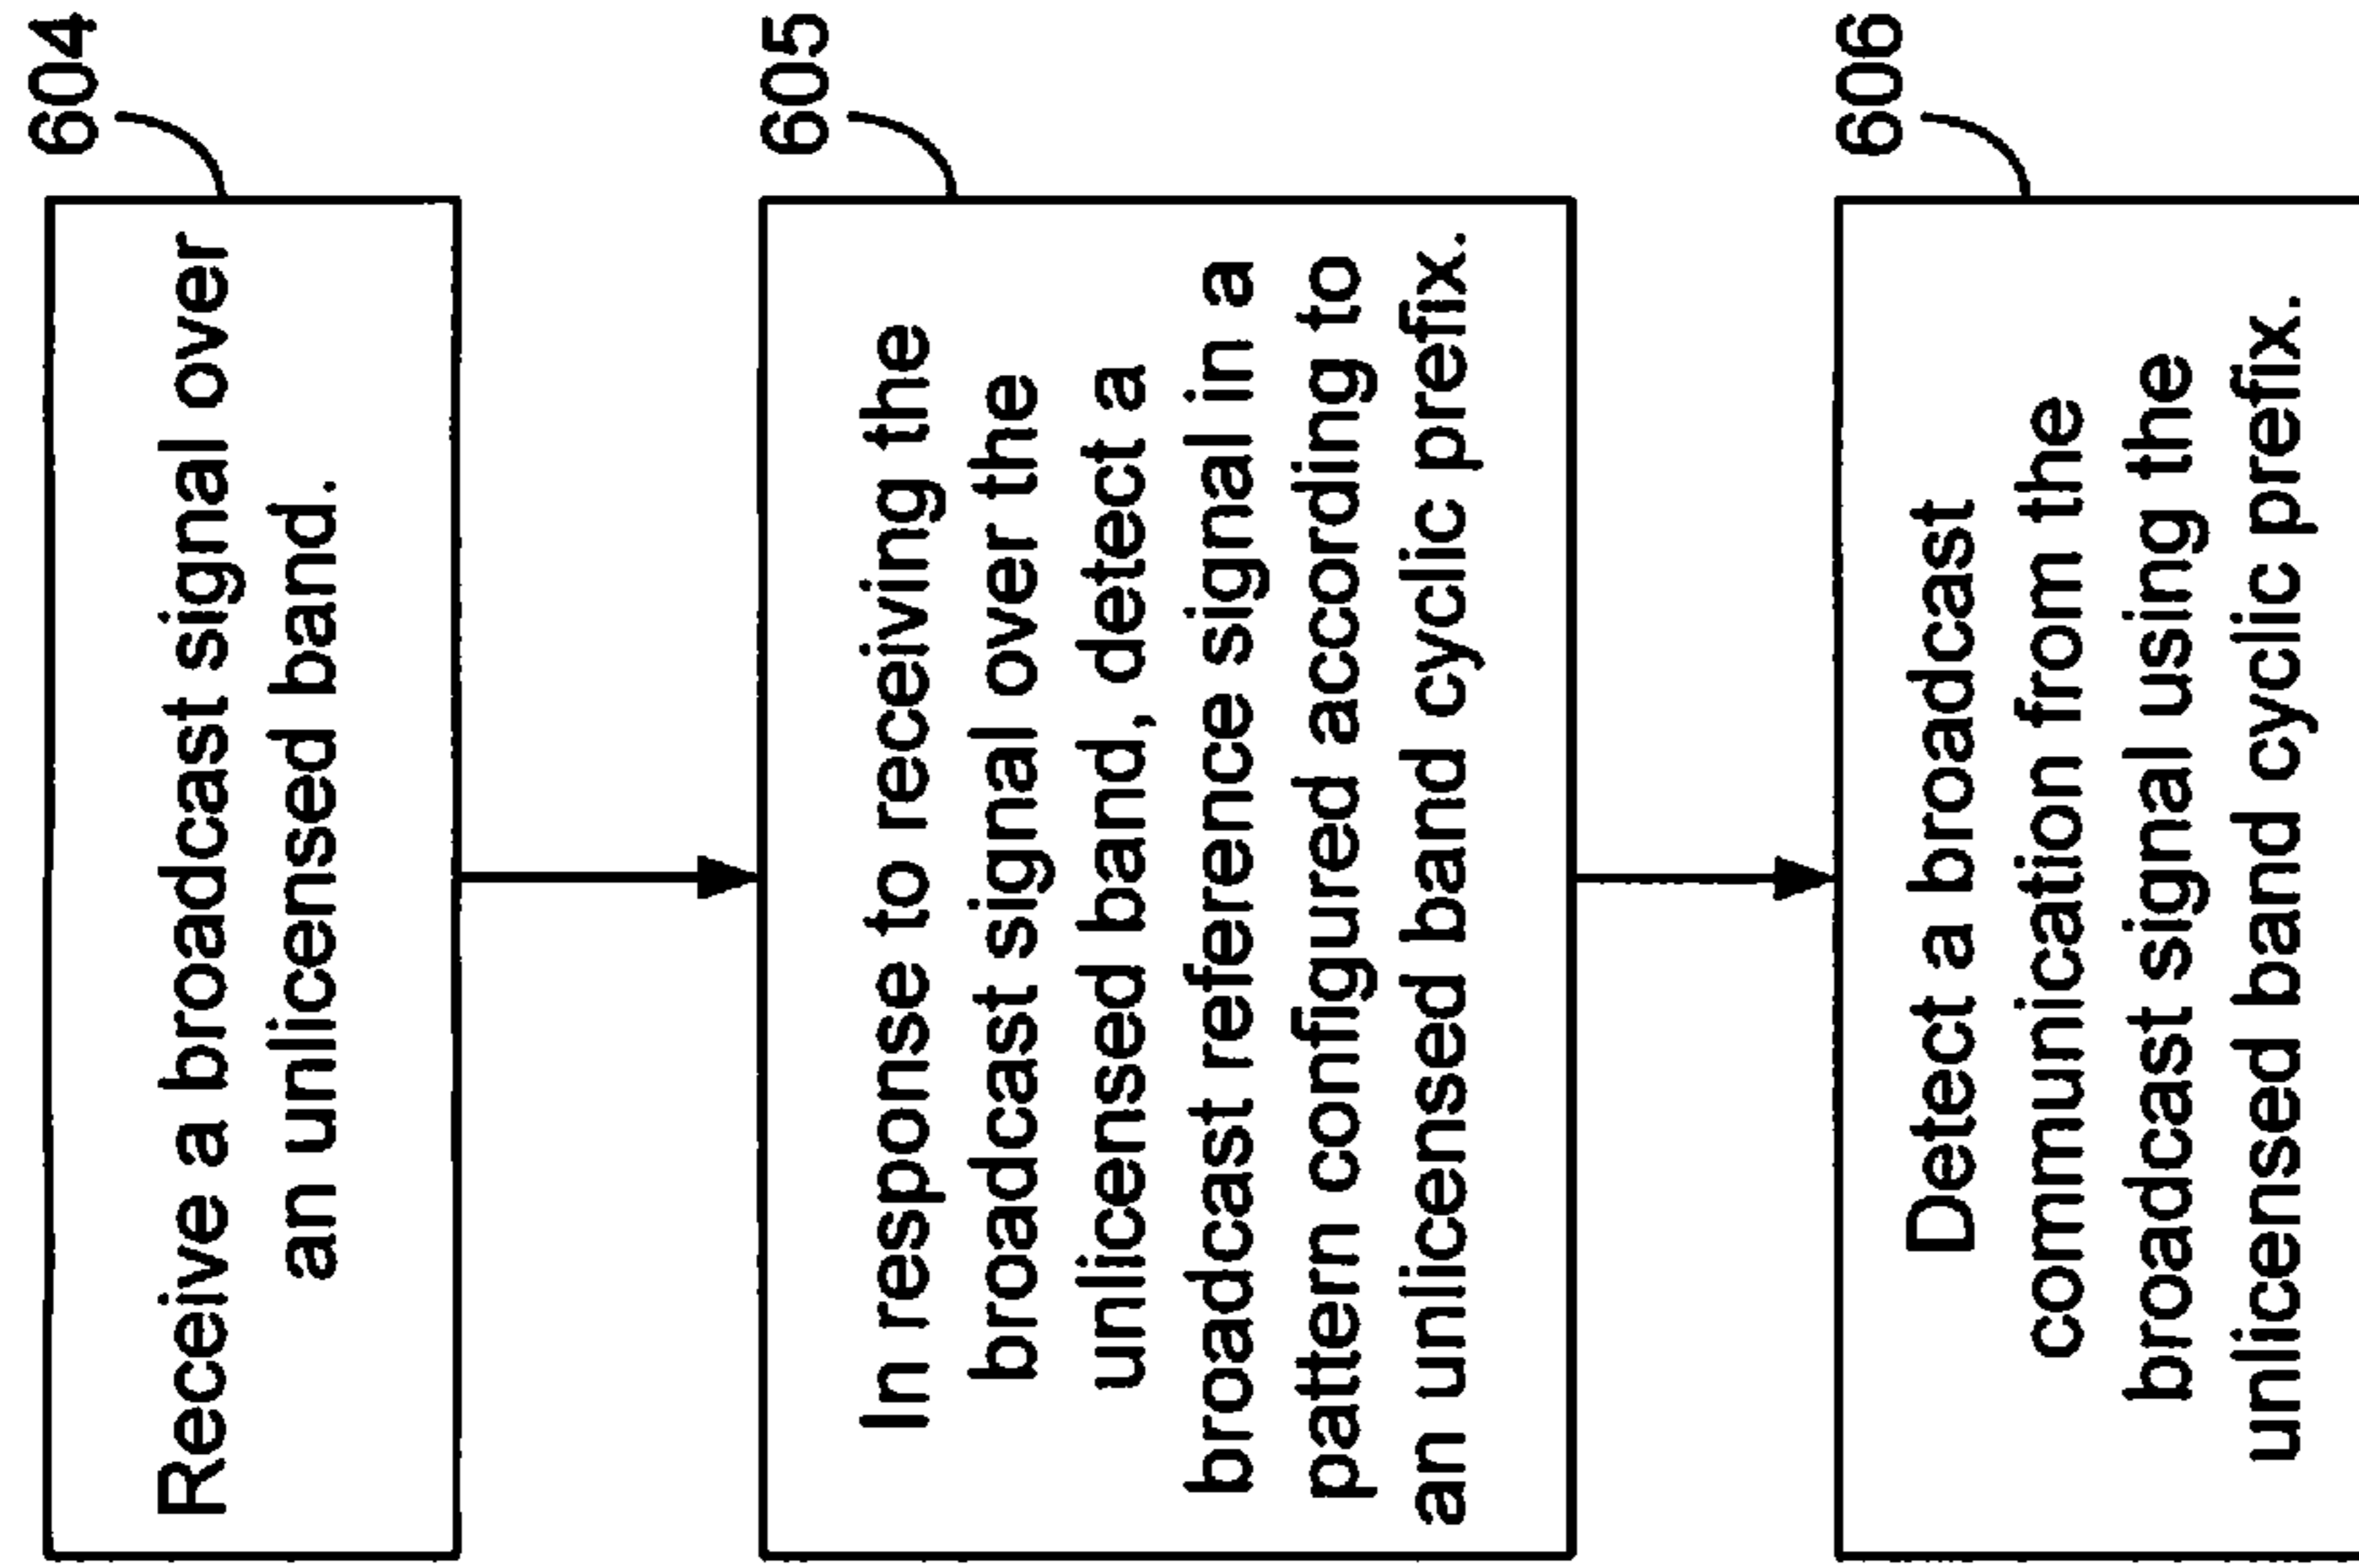 604
Receive a broadcast signal over
an unlicensed band.
605
In response to receiving the
broadcast signal over the
unlicensed band, detect a
broadcast reference signal in a
pattern configured according to
an unlicensed band cyclic prefix.
606
Detect a broadcast
communication from the
broadcast signal using the
unlicensed band cyclic prefix.